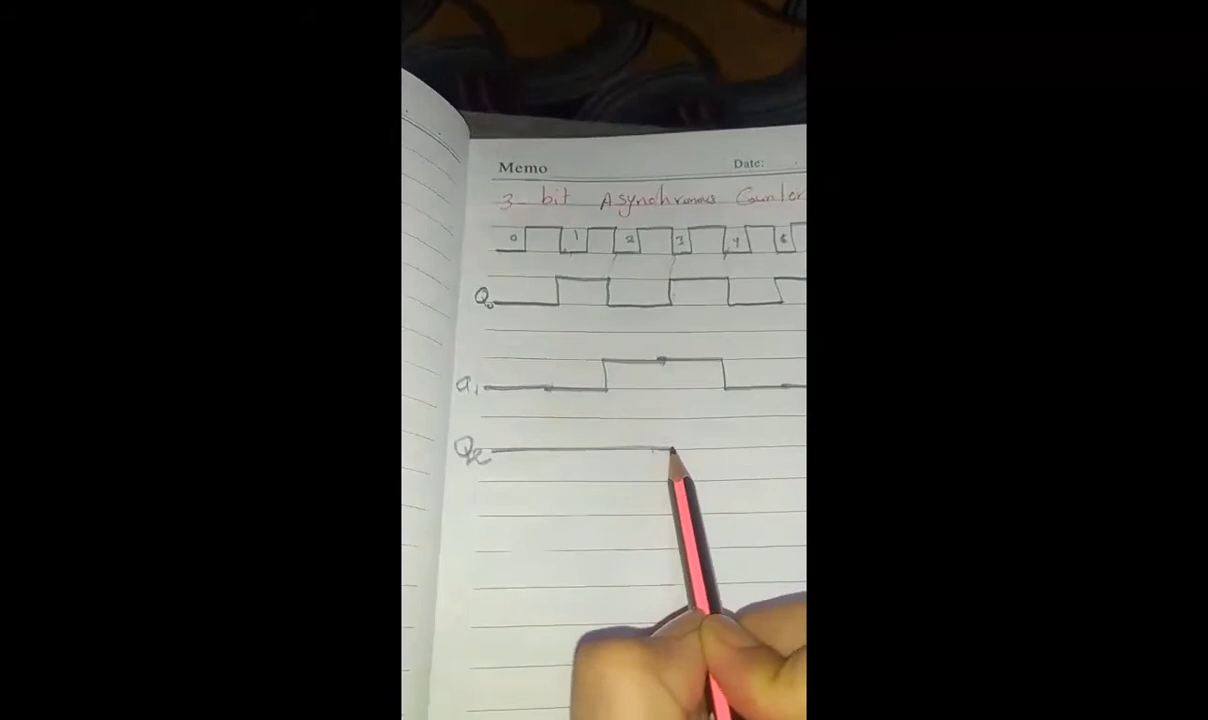 Memo Date:
3 bit Asynchronous Counter
0 1 2 3 4
Q₀
Q₁
Q₂